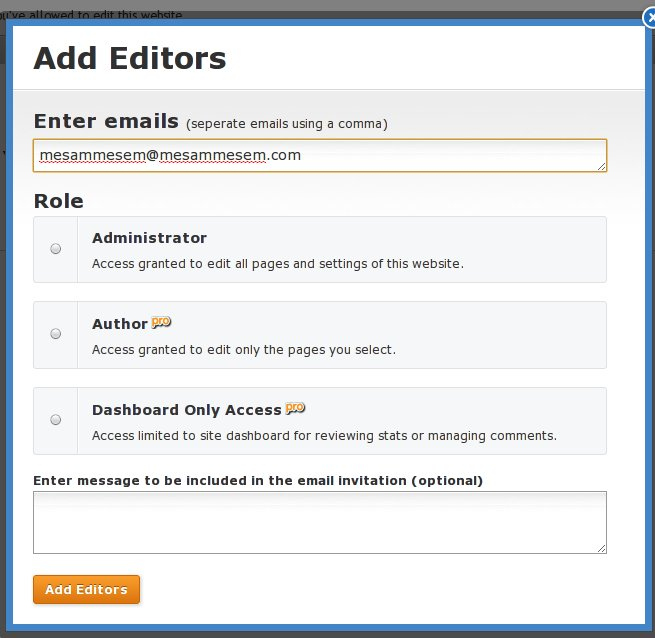 you've allowed to edit this website
Add Editors
Enter emails (seperate emails using a comma)
mesammesem@mesammesem.com
Role
Administrator
Access granted to edit all pages and settings of this website.
Author pro
Access granted to edit only the pages you select.
Dashboard Only Access pro
Access limited to site dashboard for reviewing stats or managing comments.
Enter message to be included in the email invitation (optional)
Add Editors